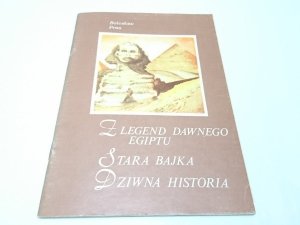 Bolesław
Prus
Z LEGEND DAWNEGO
EGIPTU
STARA BAJKA
DZIWNA HISTORIA